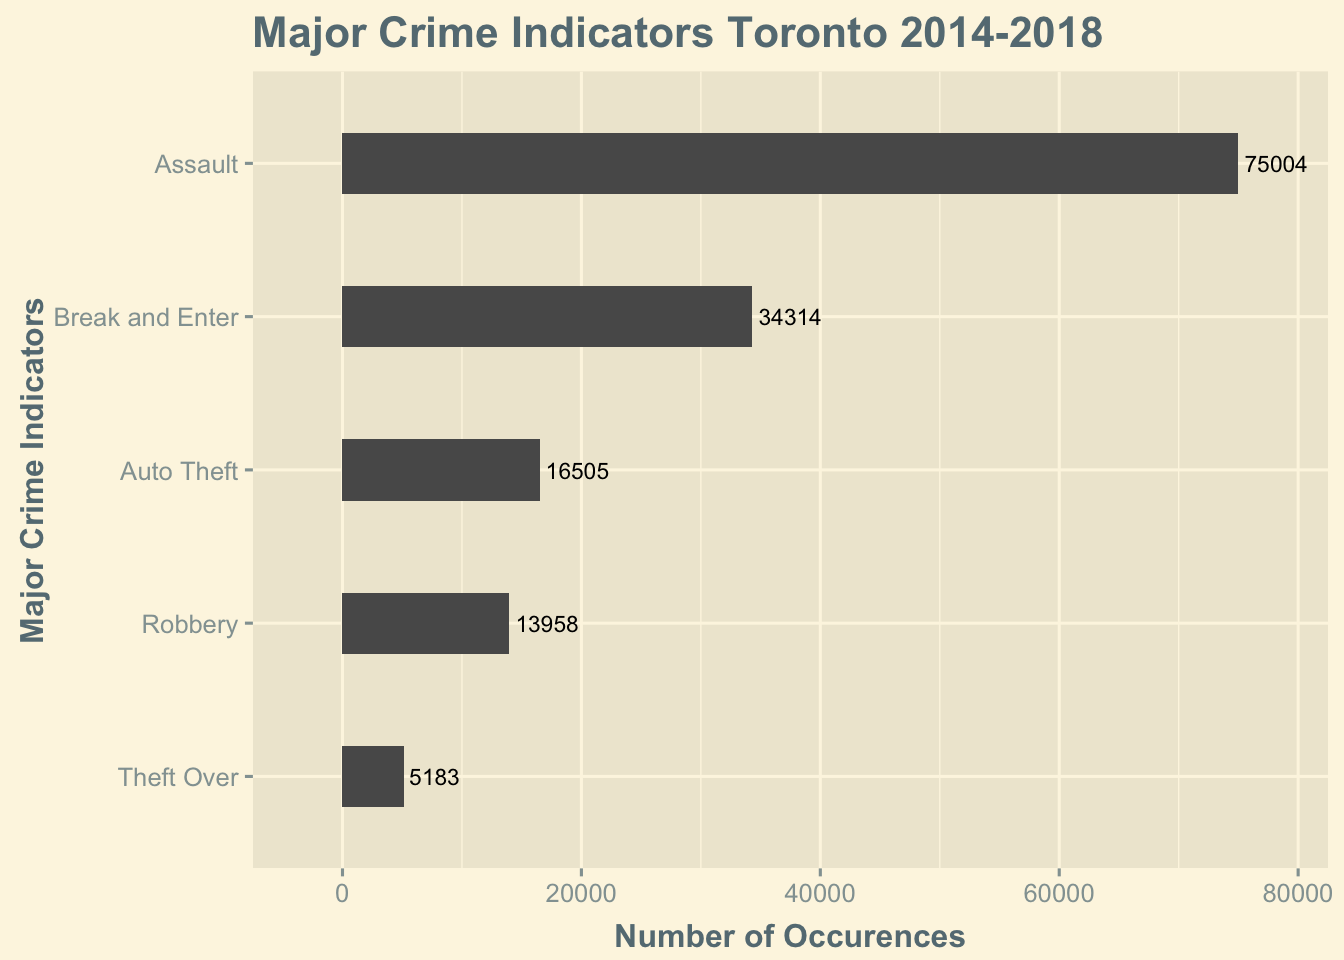 Major Crime Indicators Toronto 2014-2018
Major Crime Indicators
Assault
75004
Break and Enter
34314
Auto Theft
16505
Robbery
13958
Theft Over
5183
0 20000 40000 60000 80000
Number of Occurences